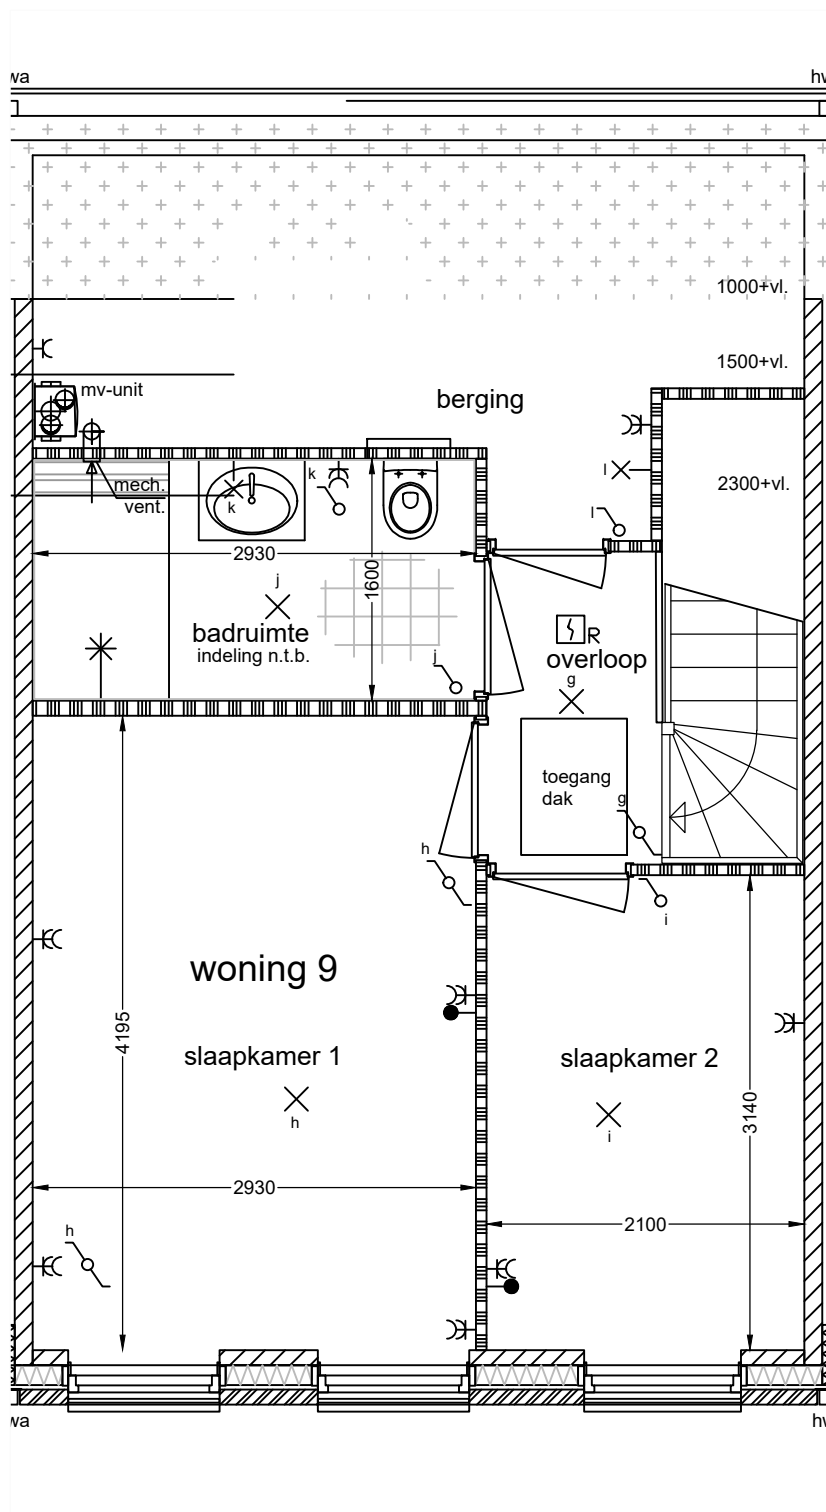 wa
hv
1000+vl.
1500+vl.
mv-unit
berging
2300+vl.
mech.
vent.
k
k
l
l
2930
1600
j
badruimte
indeling n.t.b.
j
R
overloop
g
toegang
dak
g
h
i
woning 9
4195
slaapkamer 1
h
slaapkamer 2
i
3140
2930
2100
h
wa
hv